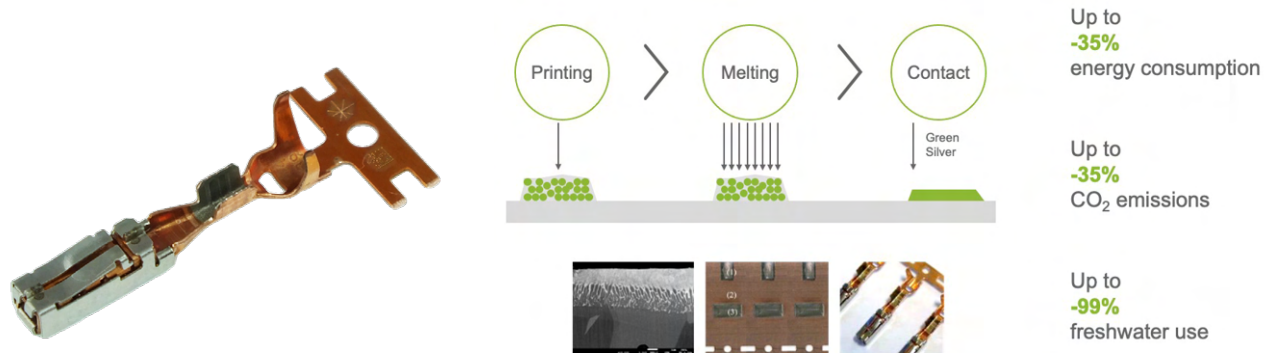 Printing
Melting
Contact
Green
Silver
(1)
(2)
(3)
Up to
-35%
energy consumption
Up to
-35%
CO₂ emissions
Up to
-99%
freshwater use